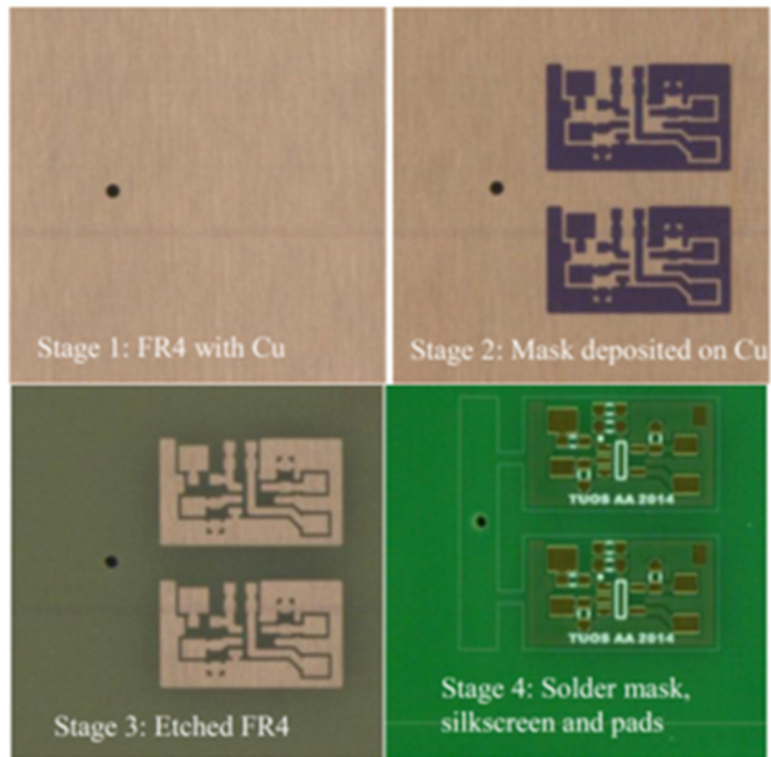 Stage 1: FR4 with Cu
Stage 2: Mask deposited on Cu
Stage 3: Etched FR4
TUOS AA 2014
TUOS AA 2014
Stage 4: Solder mask,
silkscreen and pads